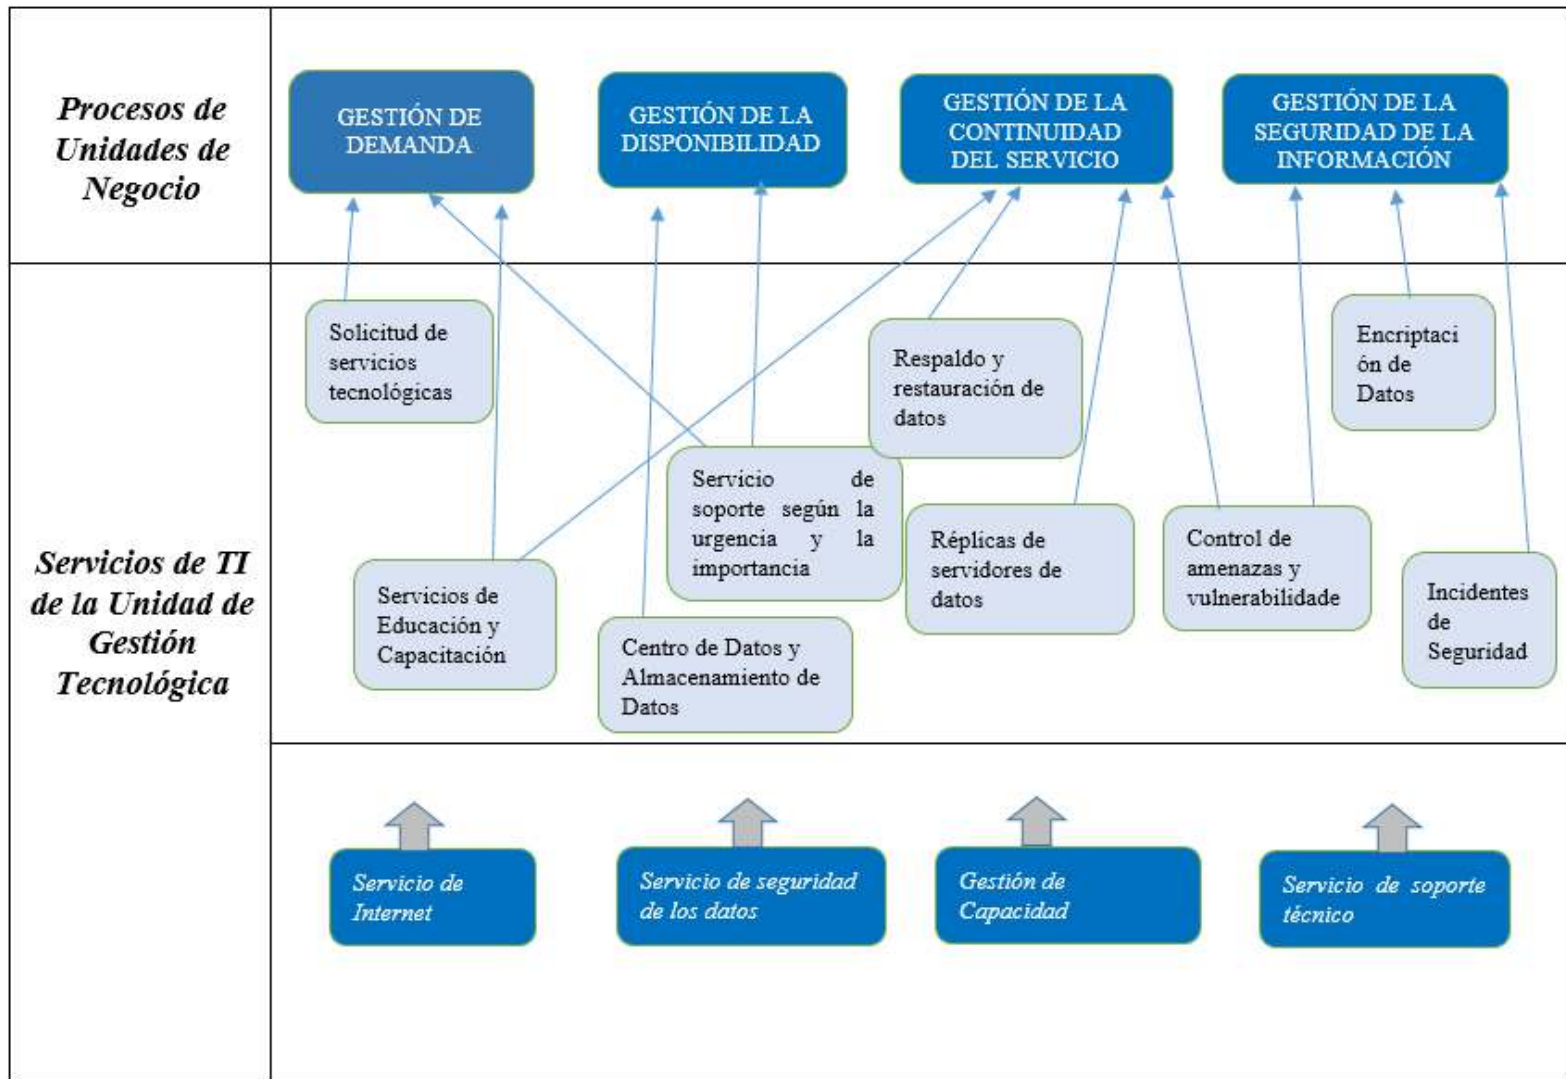 Procesos de
Unidades de
Negocio
GESTIÓN DE
DEMANDA
GESTIÓN DE LA
DISPONIBILIDAD
GESTIÓN DE LA
CONTINUIDAD
DEL SERVICIO
GESTIÓN DE LA
SEGURIDAD DE LA
INFORMACIÓN
Servicios de TI
de la Unidad de
Gestión
Tecnológica
Solicitud de
servicios
tecnológicas
Respaldo y
restauración de
datos
Encriptaci
ón de
Datos
Servicio de
soporte según la
urgencia y la
importancia
Réplicas de
servidores de
datos
Control de
amenazas y
vulnerabilidade
Servicios de
Educación y
Capacitación
Centro de Datos y
Almacenamiento de
Datos
Incidentes
de
Seguridad
Servicio de
Internet
Servicio de seguridad
de los datos
Gestión de
Capacidad
Servicio de soporte
técnico